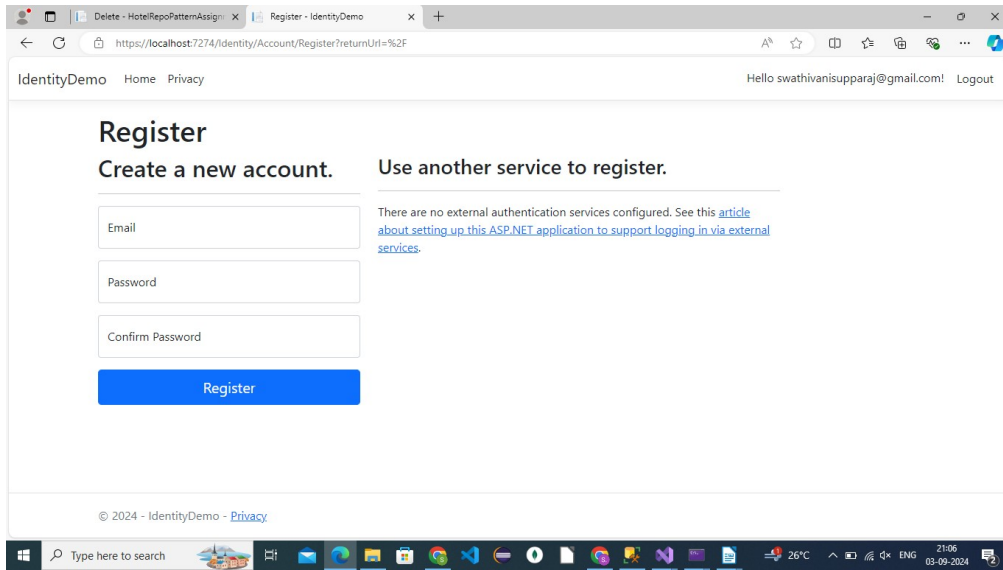 Delete - HotelRepoPatternAssign
Register - IdentityDemo
https://localhost:7274/Identity/Account/Register?returnUrl=%2F
IdentityDemo Home Privacy Hello swathivanisupparaj@gmail.com! Logout
Register
Create a new account.
Email
Password
Confirm Password
Register
Use another service to register.
There are no external authentication services configured. See this article
about setting up this ASP.NET application to support logging in via external
services.
© 2024 - IdentityDemo - Privacy
Type here to search
26°C
ENG
21:06
03-09-2024